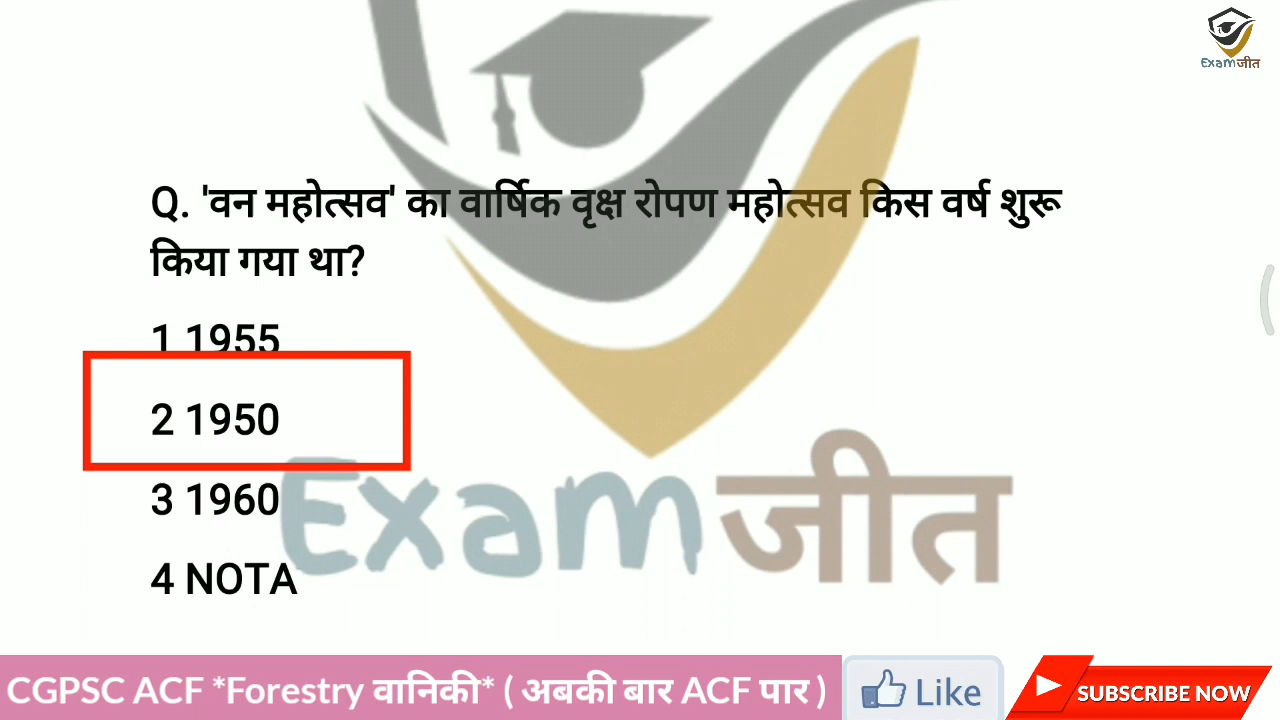 Examजीत
Q. 'वन महोत्सव' का वार्षिक वृक्ष रोपण महोत्सव किस वर्ष शुरू
किया गया था?
1 1955
2 1950
3 1960
4 NOTA
Examजीत
CGPSC ACF *Forestry वानिकी* ( अबकी बार ACF पार )
Like
SUBSCRIBE NOW